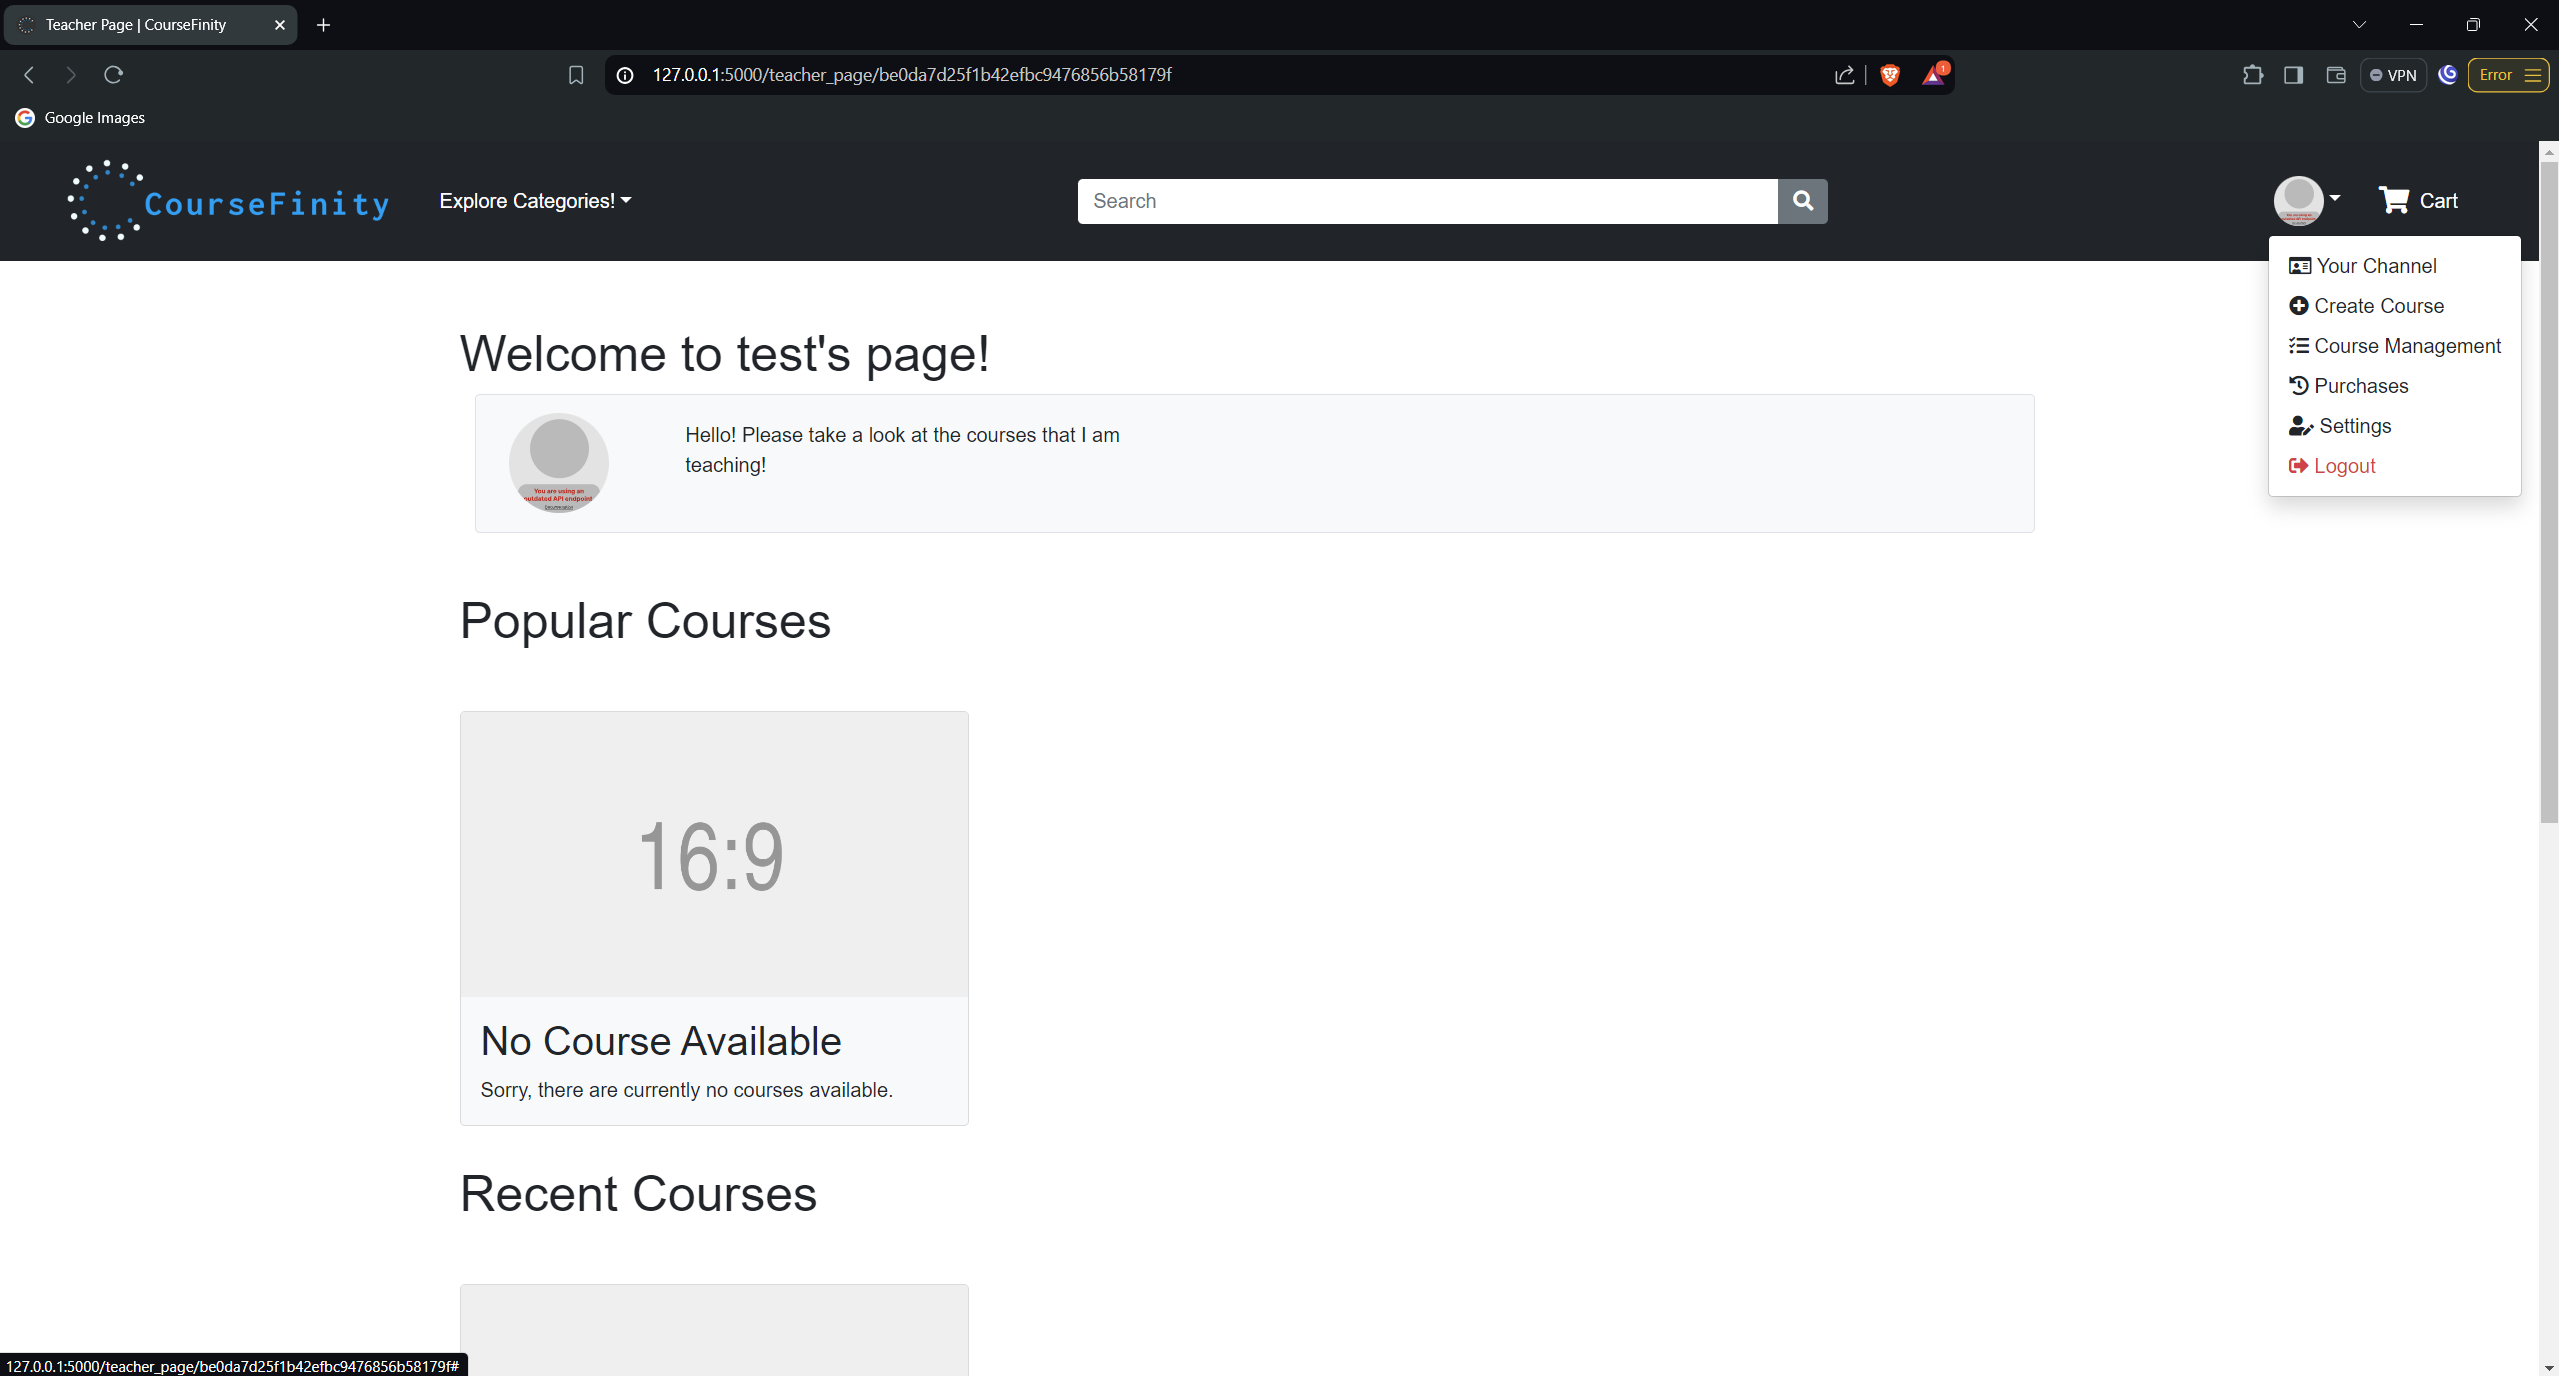 Teacher Page | CourseFinity
127.0.0.1:5000/teacher_page/be0da7d25f1b42efbc9476856b58179f
1
VPN
Error
Google Images
CourseFinity
Explore Categories!
Search
Cart
Your Channel
Create Course
Course Management
Purchases
Settings
Logout
Welcome to test's page!
Hello! Please take a look at the courses that I am
teaching!
You are using an
outdated API endpoint
Popular Courses
16:9
No Course Available
Sorry, there are currently no courses available.
Recent Courses
127.0.0.1:5000/teacher_page/be0da7d25f1b42efbc9476856b58179f#